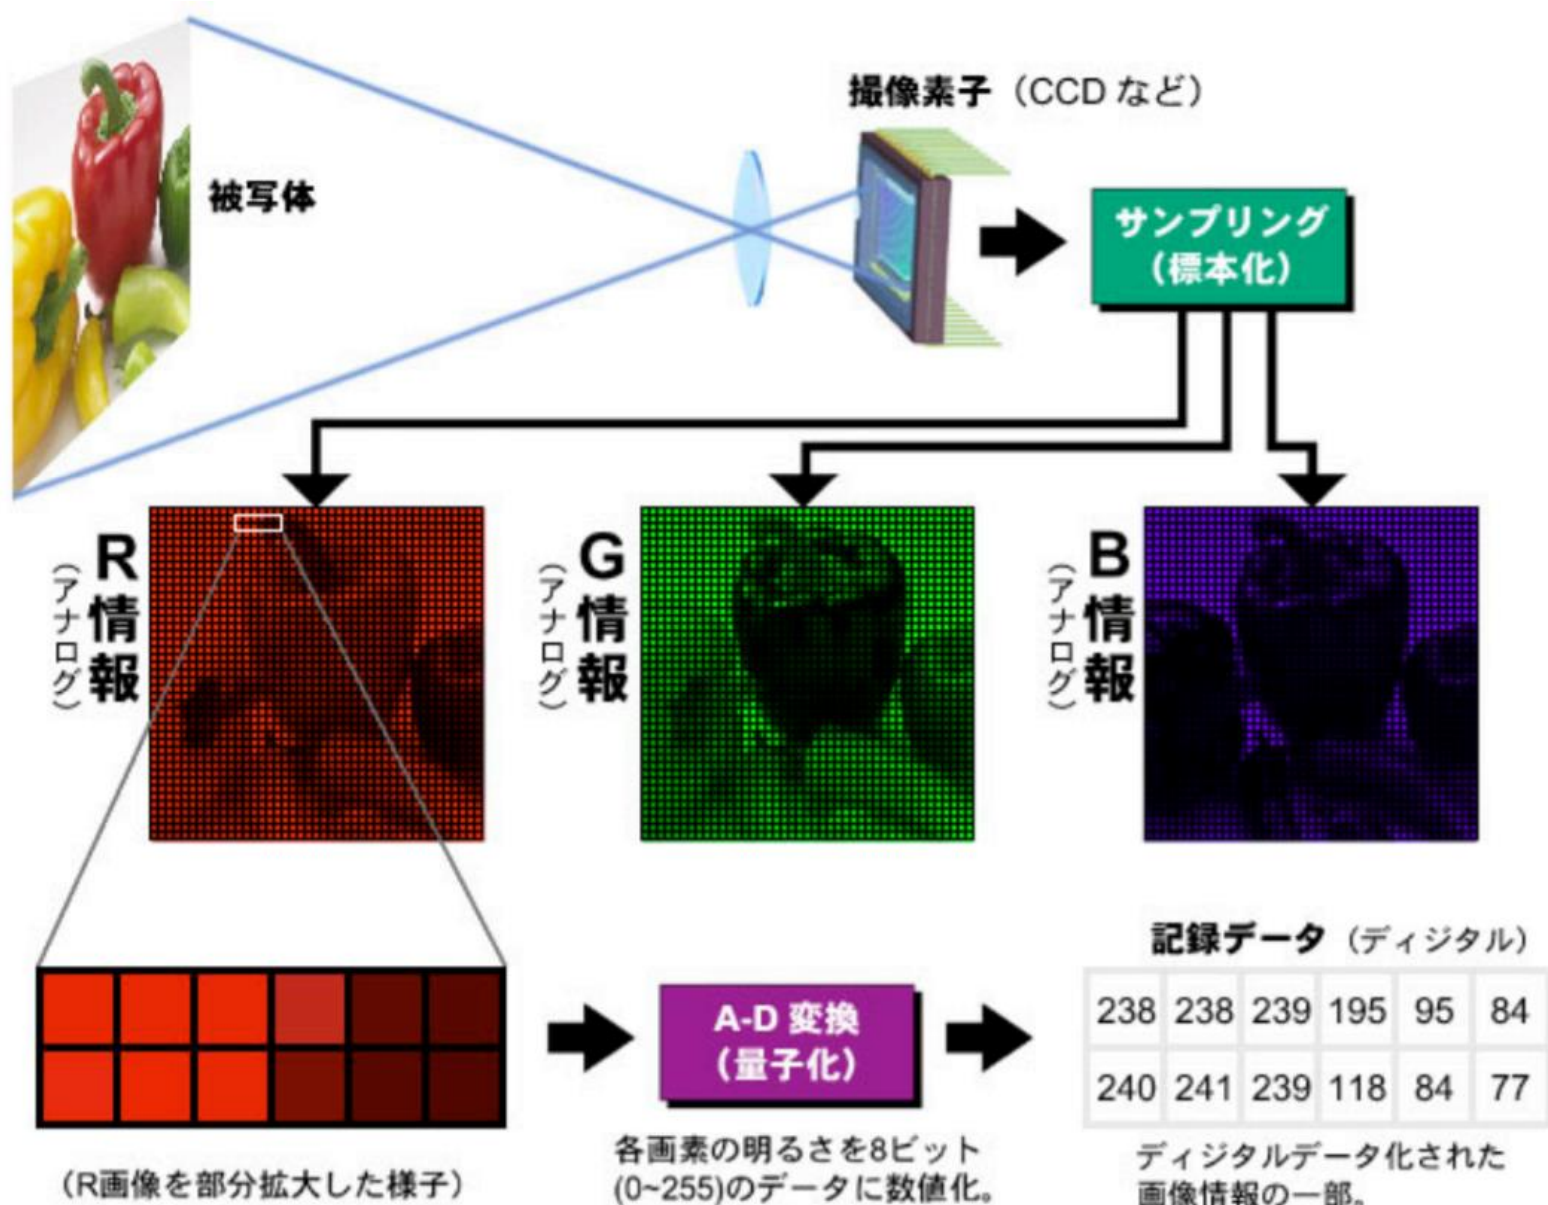 撮像素子（CCD など）
被写体
サンプリング
（標本化）
R情報
（アナログ）
G情報
（アナログ）
B情報
（アナログ）
記録データ（ディジタル）
A-D 変換
（量子化）
238 238 239 195 95 84
240 241 239 118 84 77
（R画像を部分拡大した様子）
各画素の明るさを8ビット
(0~255)のデータに数値化。
ディジタルデータ化された
画像情報の一部。